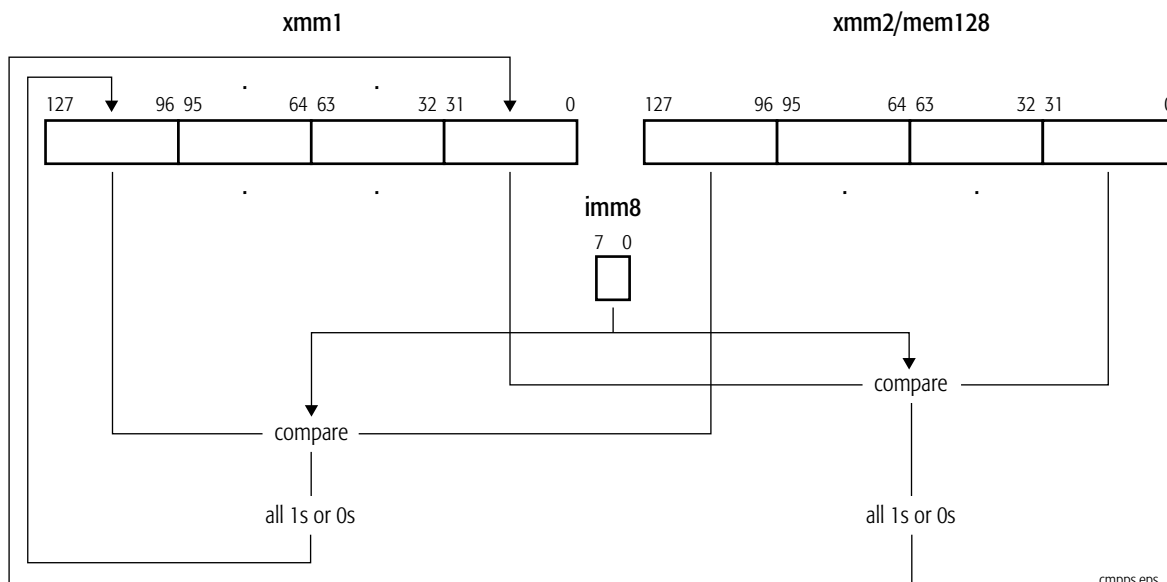 xmm1 xmm2/mem128
127 96 95 64 63 32 31 0 127 96 95 64 63 32 31 0
imm8
7 0
compare
compare
all 1s or 0s all 1s or 0s
cmpps.eps